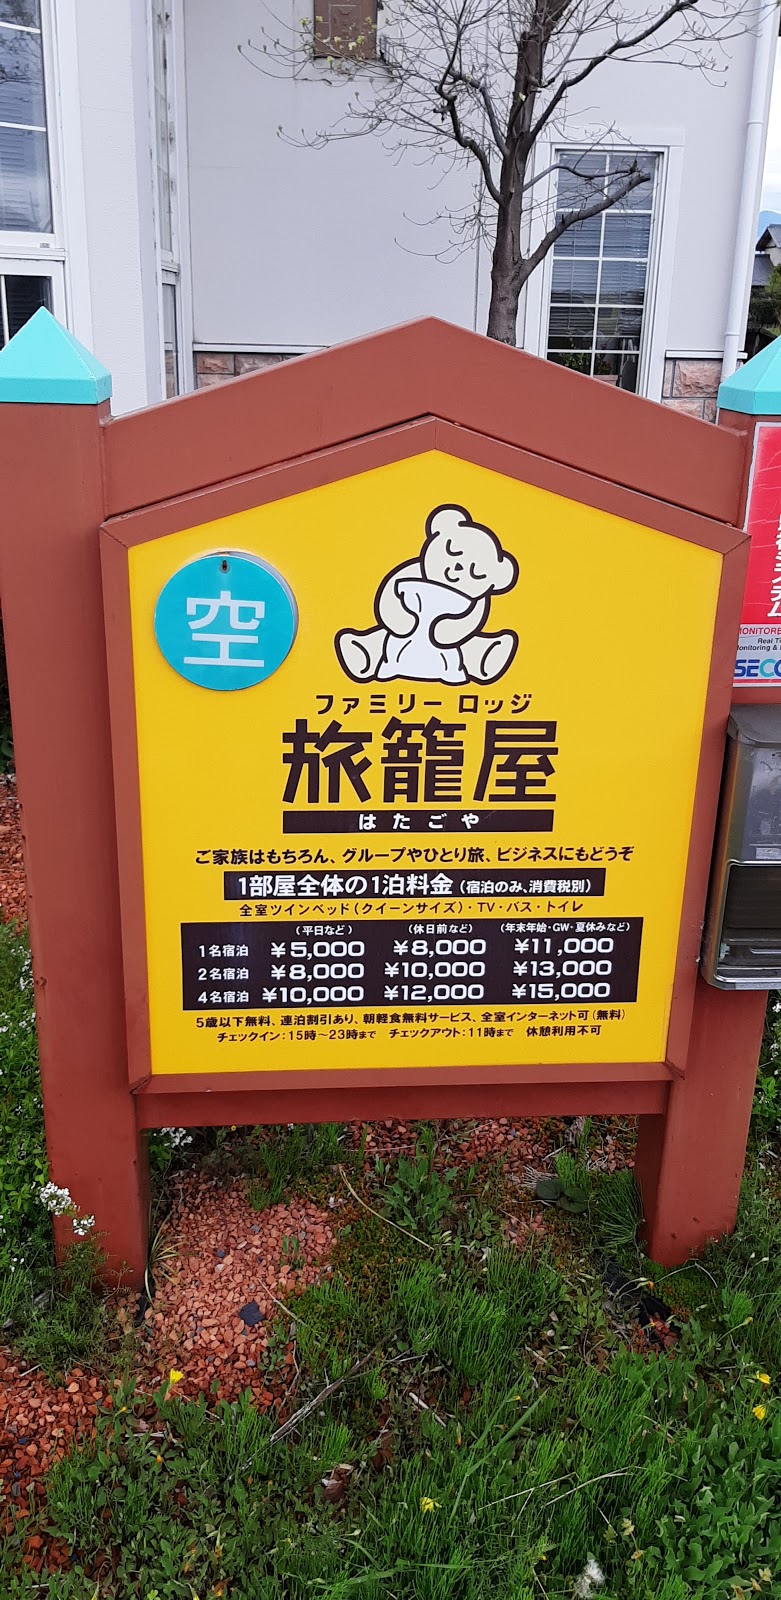 空
ファミリー ロッジ
旅籠屋
はたごや
ご家族はもちろん、グループやひとり旅、ビジネスにもどうぞ
1部屋全体の1泊料金(宿泊のみ、消費税別)
全室ツインベッド(クイーンサイズ)・TV・バス・トイレ
(平日など) (休日前など) (年末年始・GW・夏休みなど)
1名宿泊 ¥5,000 ¥8,000 ¥11,000
2名宿泊 ¥8,000 ¥10,000 ¥13,000
4名宿泊 ¥10,000 ¥12,000 ¥15,000
5歳以下無料、連泊割引あり、朝軽食無料サービス、全室インターネット可(無料)
チェックイン:15時～23時まで チェックアウト:11時まで 休憩利用不可
ステム
Real